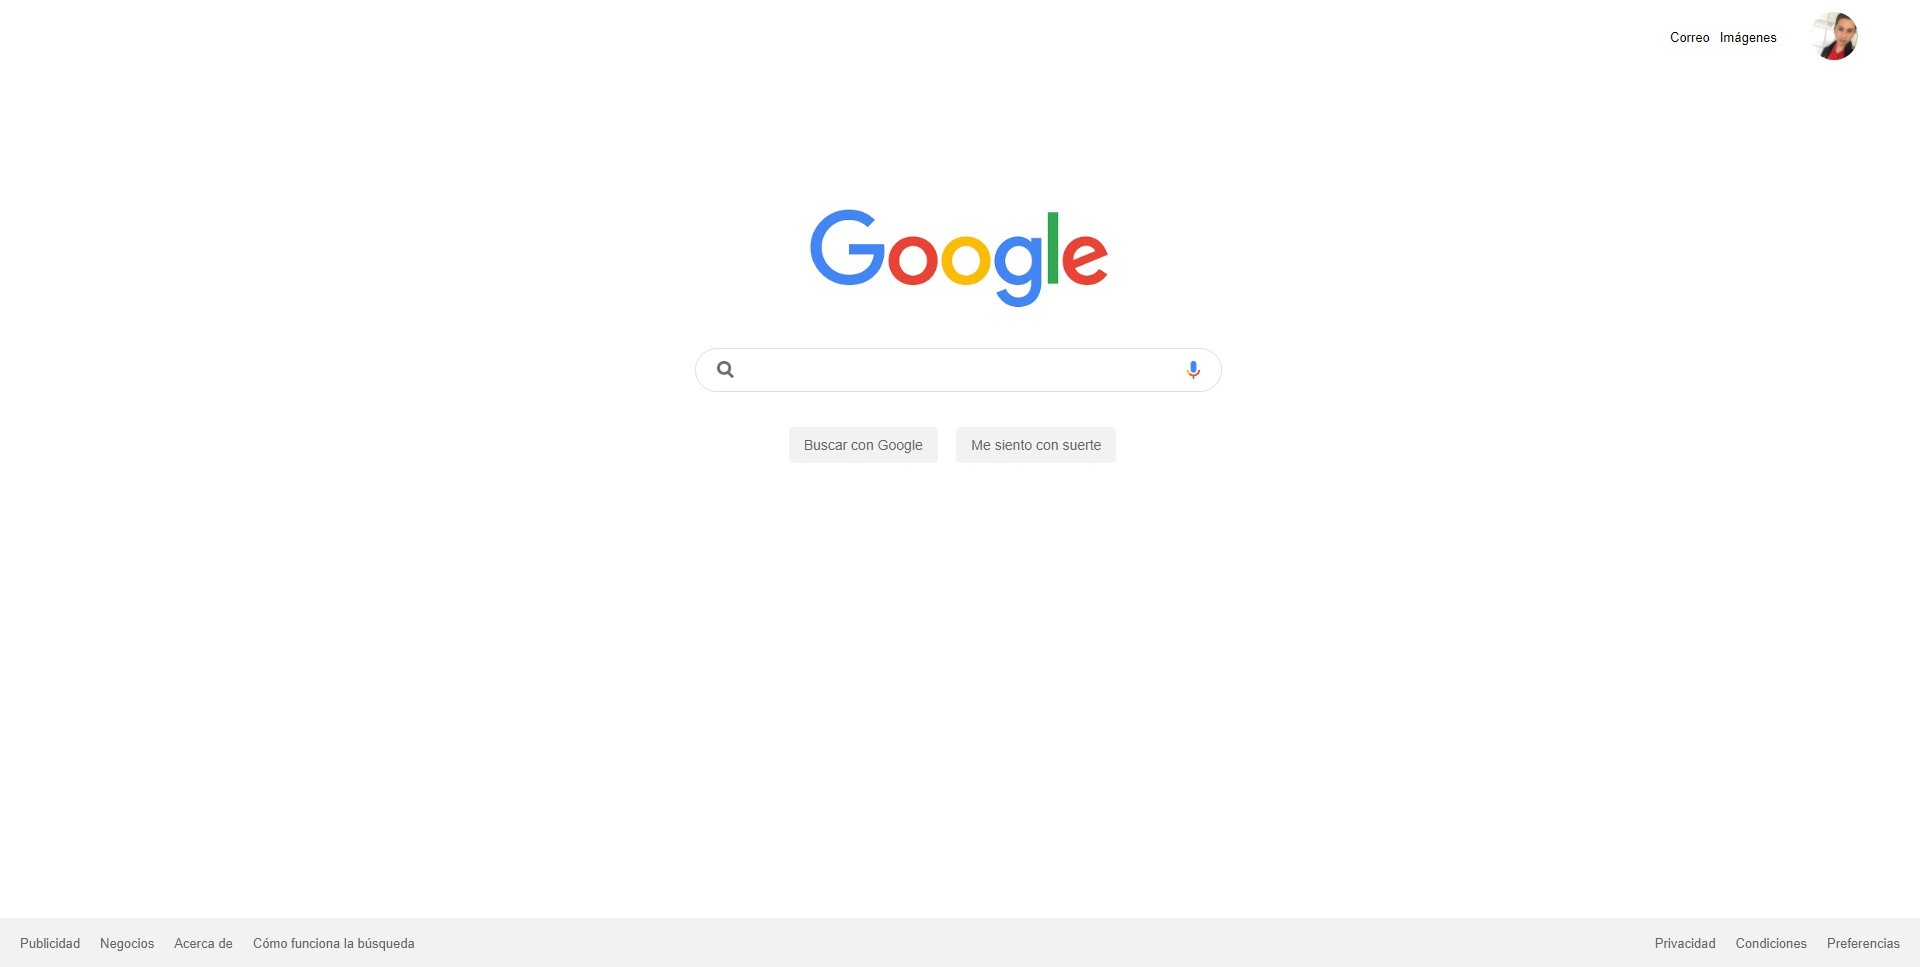 Correo Imágenes
Google
Buscar con Google Me siento con suerte
Publicidad Negocios Acerca de Cómo funciona la búsqueda Privacidad Condiciones Preferencias